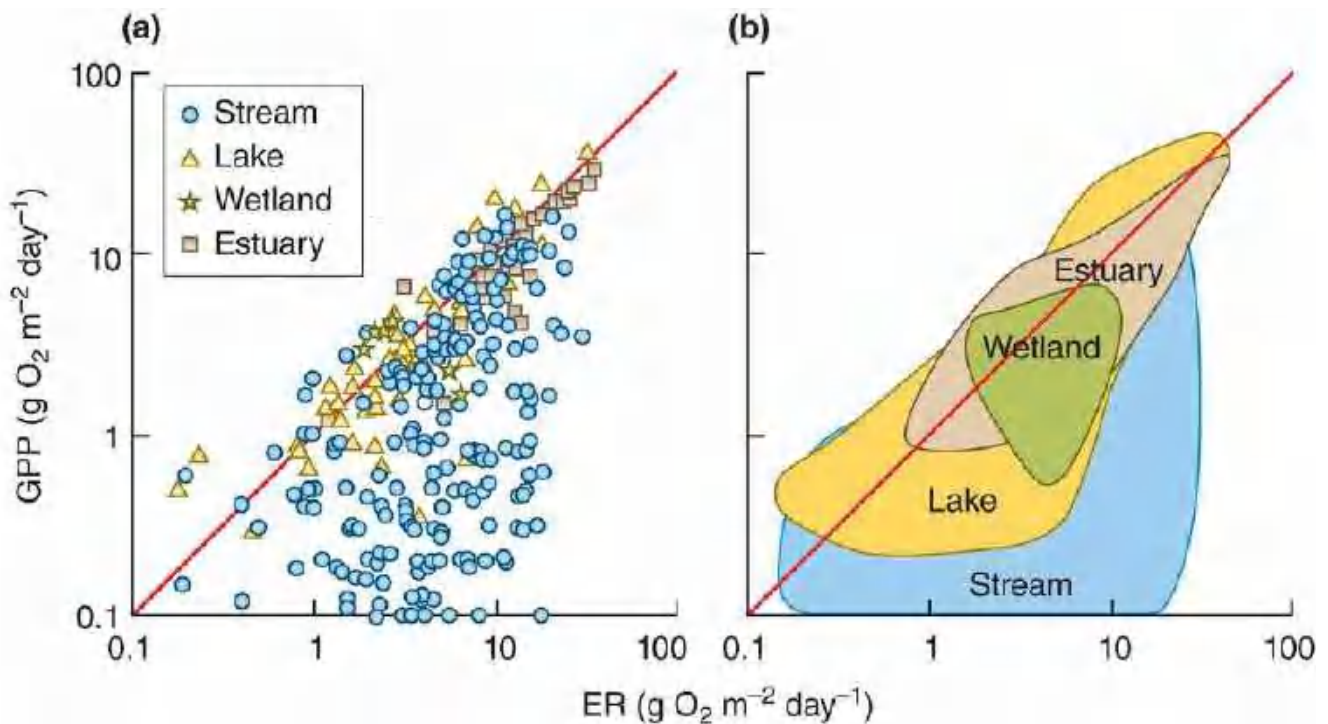 (a)
GPP (g O₂ m⁻² day⁻¹)
100
10
1
0.1
Stream
Lake
Wetland
Estuary
0.1 1 10 100
(b)
Estuary
Wetland
Lake
Stream
0.1 1 10 100
ER (g O₂ m⁻² day⁻¹)